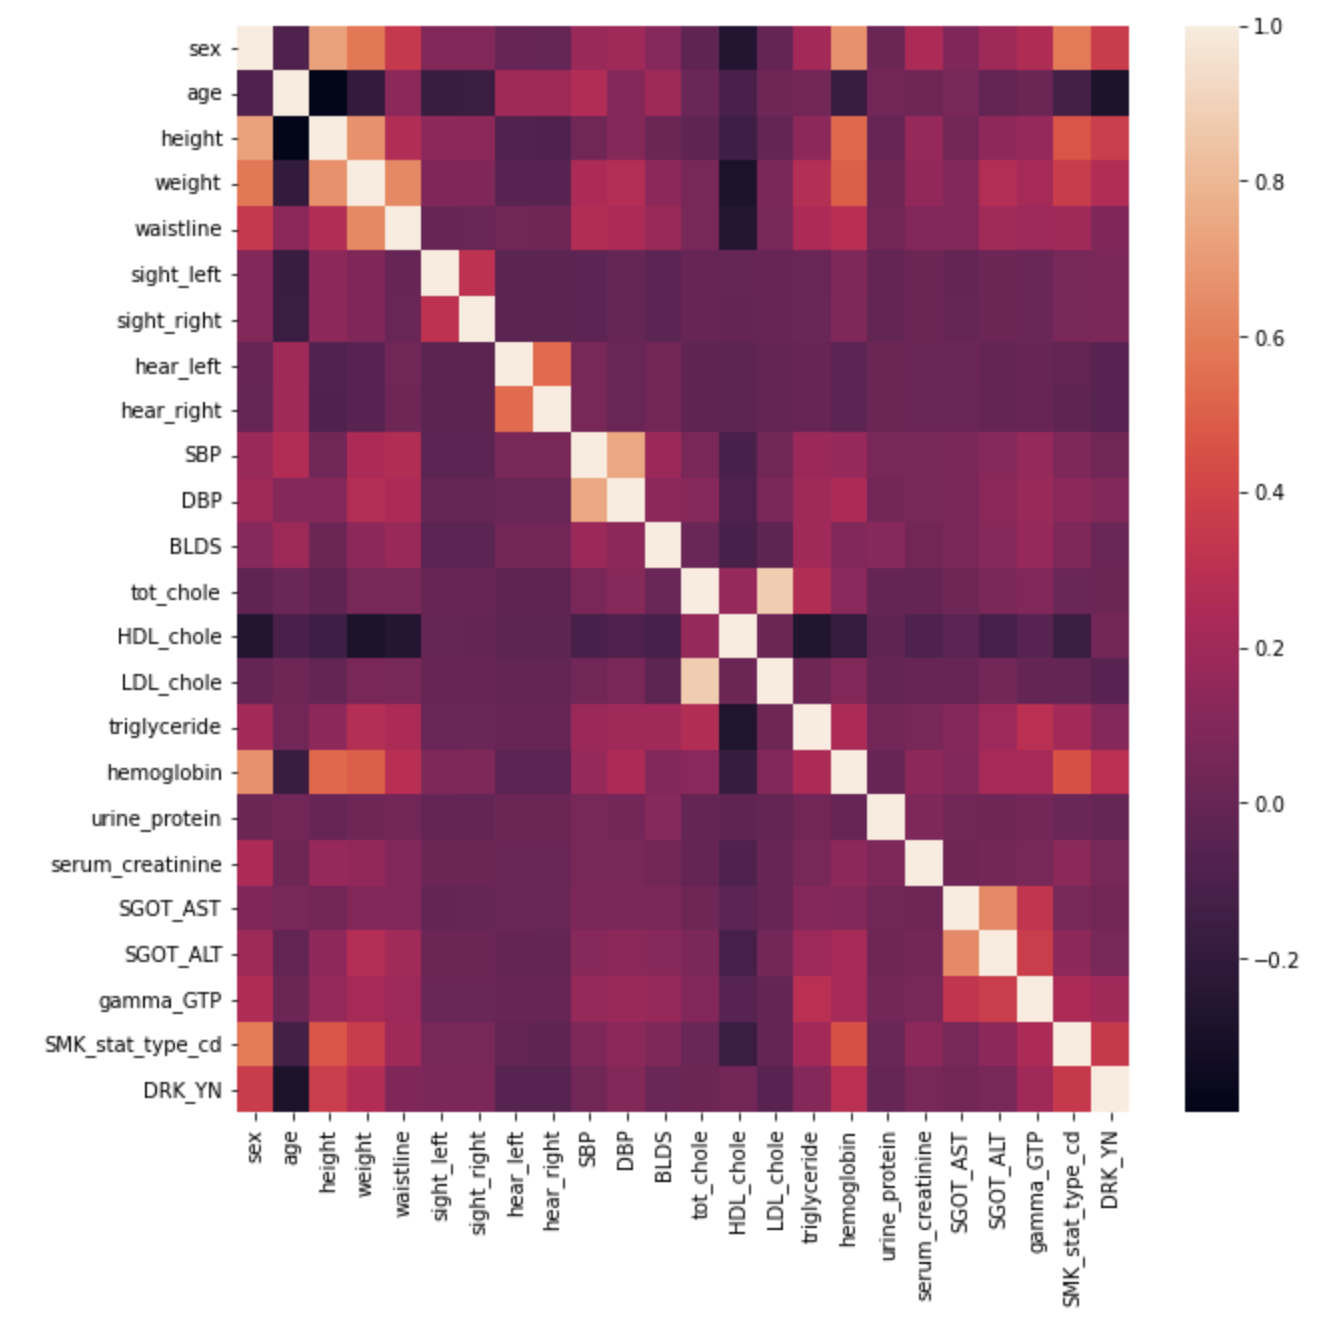 sex
age
height
weight
waistline
sight_left
sight_right
hear_left
hear_right
SBP
DBP
BLDS
tot_chole
HDL_chole
LDL_chole
triglyceride
hemoglobin
urine_protein
serum_creatinine
SGOT_AST
SGOT_ALT
gamma_GTP
SMK_stat_type_cd
DRK_YN
sex
age
height
weight
waistline
sight_left
sight_right
hear_left
hear_right
SBP
DBP
BLDS
tot_chole
HDL_chole
LDL_chole
triglyceride
hemoglobin
urine_protein
serum_creatinine
SGOT_AST
SGOT_ALT
gamma_GTP
SMK_stat_type_cd
DRK_YN
1.0
0.8
0.6
0.4
0.2
0.0
−0.2